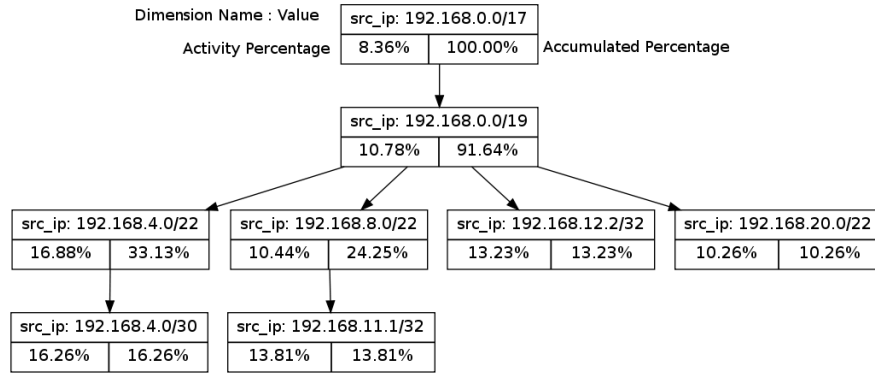 Dimension Name : Value
src_ip: 192.168.0.0/17
Activity Percentage
8.36%
100.00%
Accumulated Percentage
src_ip: 192.168.0.0/19
10.78%
91.64%
src_ip: 192.168.4.0/22
src_ip: 192.168.8.0/22
src_ip: 192.168.12.2/32
src_ip: 192.168.20.0/22
16.88%
33.13%
10.44%
24.25%
13.23%
13.23%
10.26%
10.26%
src_ip: 192.168.4.0/30
src_ip: 192.168.11.1/32
16.26%
16.26%
13.81%
13.81%